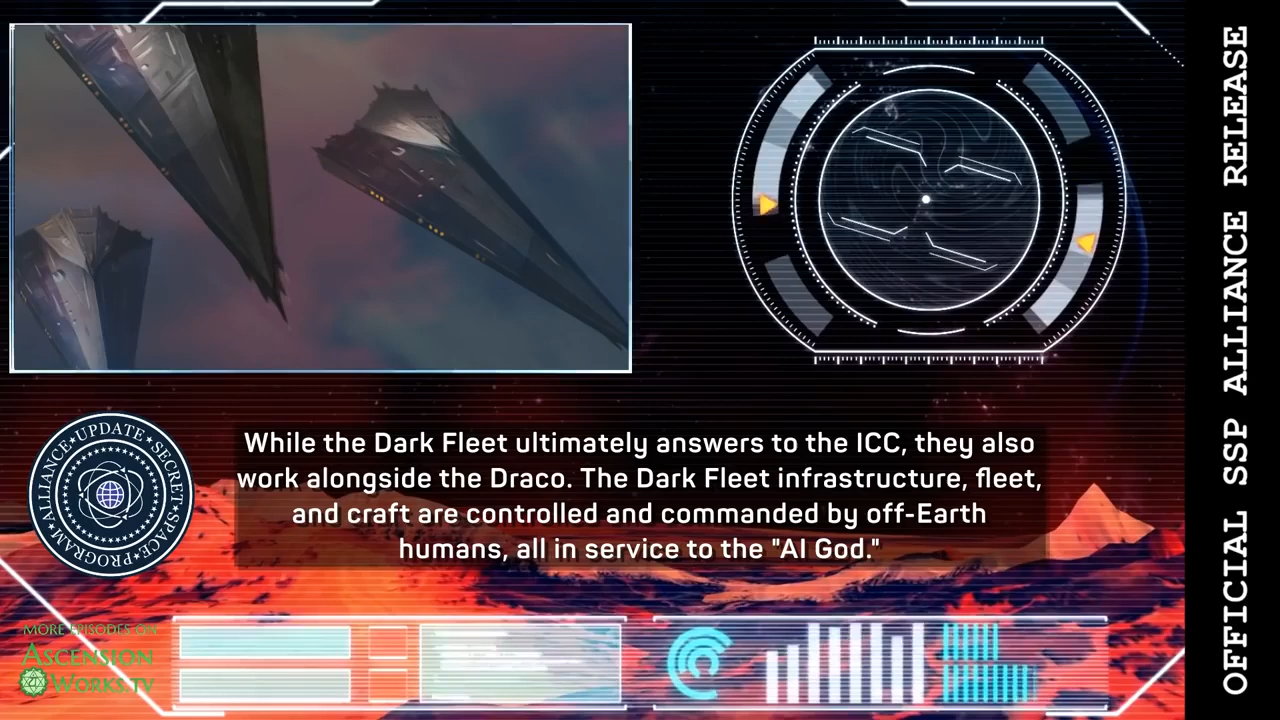 While the Dark Fleet ultimately answers to the ICC, they also
work alongside the Draco. The Dark Fleet infrastructure, fleet,
and craft are controlled and commanded by off-Earth
humans, all in service to the "AI God."
ALLIANCE★UPDATE★SECRET★SPACE★PROGRAM★
MORE EPISODES ON
ASCENSION
WORKS.TV
OFFICIAL SSP ALLIANCE RELEASE